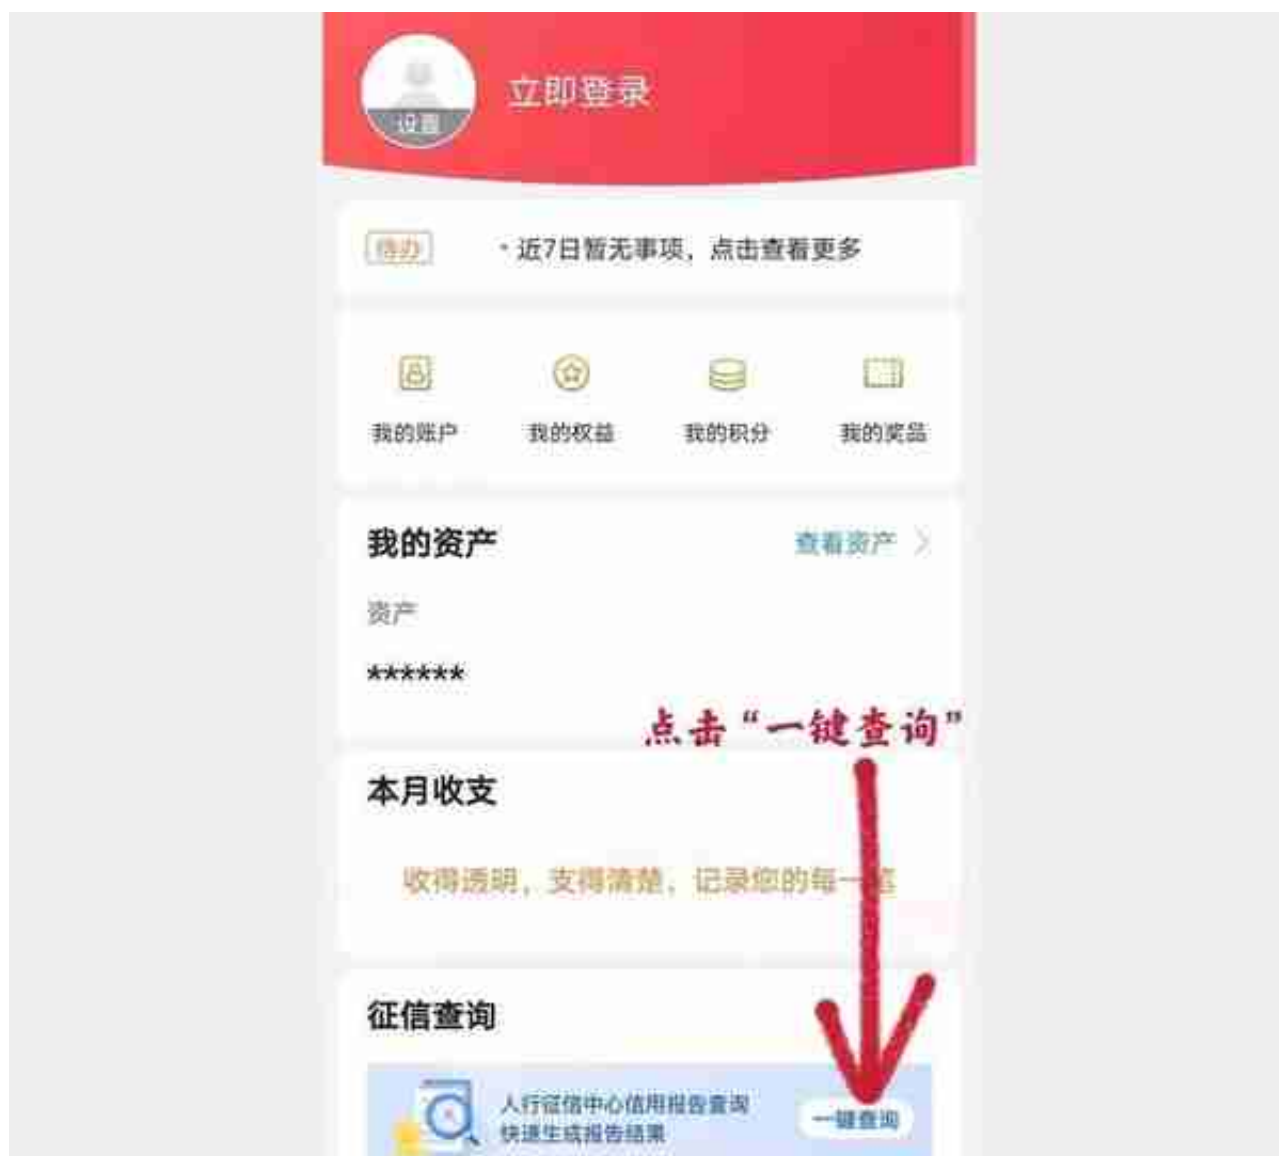 设置
立即登录
待办
· 近7日暂无事项，点击查看更多
我的账户 我的权益 我的积分 我的奖品
我的资产 查看资产
资产
******
点击“一键查询”
本月收支
收得透明，支得清楚，记录您的每一笔
征信查询
人行征信中心信用报告查询
快速生成报告结果
一键查询